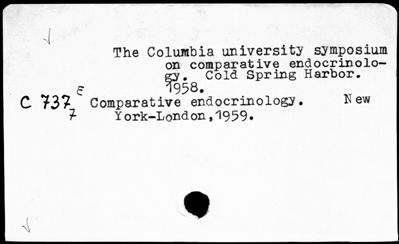 The Columbia university symposium
on comparative endocrinolo-
gy. Cold Spring Harbor.
1958.
C 737 E
7
Comparative endocrinology. New
York-London,1959.